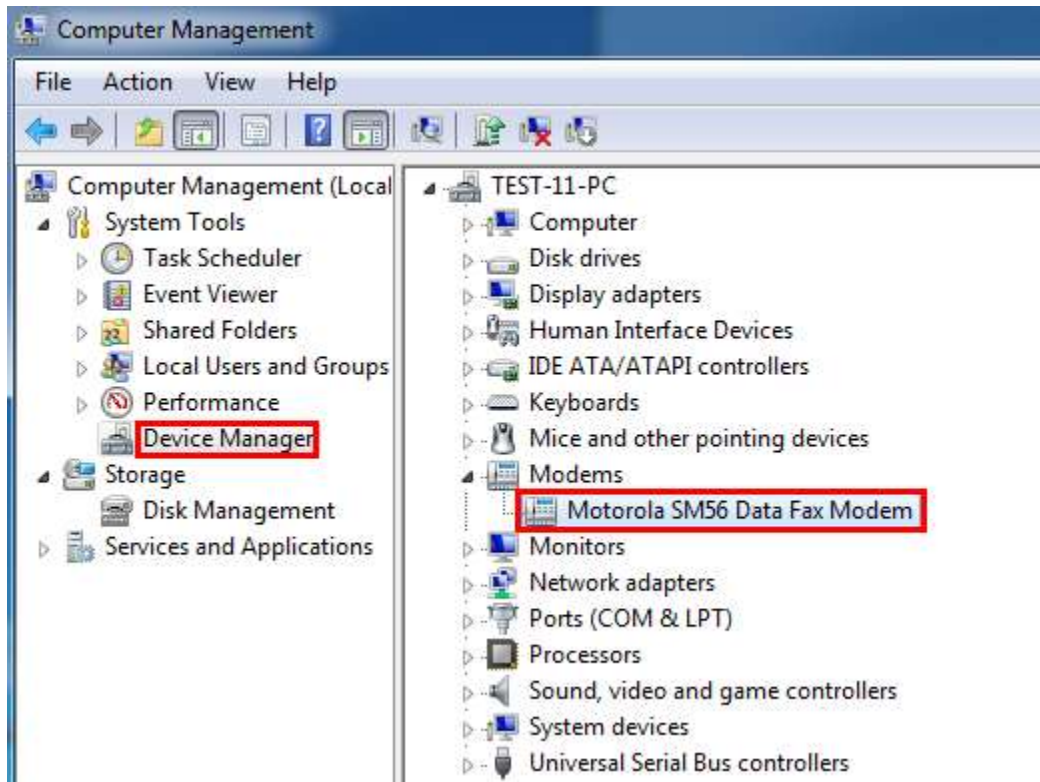 Computer Management
File Action View Help
Computer Management (Local
System Tools
Task Scheduler
Event Viewer
Shared Folders
Local Users and Groups
Performance
Device Manager
Storage
Disk Management
Services and Applications
TEST-11-PC
Computer
Disk drives
Display adapters
Human Interface Devices
IDE ATA/ATAPI controllers
Keyboards
Mice and other pointing devices
Modems
Motorola SM56 Data Fax Modem
Monitors
Network adapters
Ports (COM & LPT)
Processors
Sound, video and game controllers
System devices
Universal Serial Bus controllers